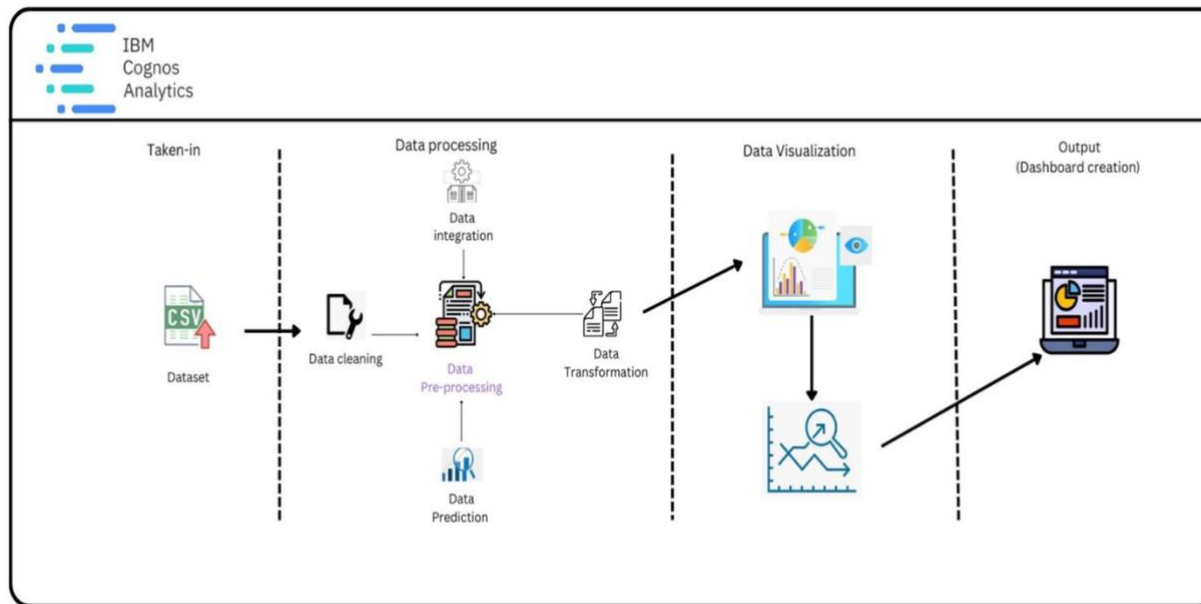 IBM
Cognos
Analytics
Taken-in
Data processing
Data Visualization
Output
(Dashboard creation)
Data
integration
CSV
Dataset
Data cleaning
Data
Pre-processing
Data
Transformation
Data
Prediction